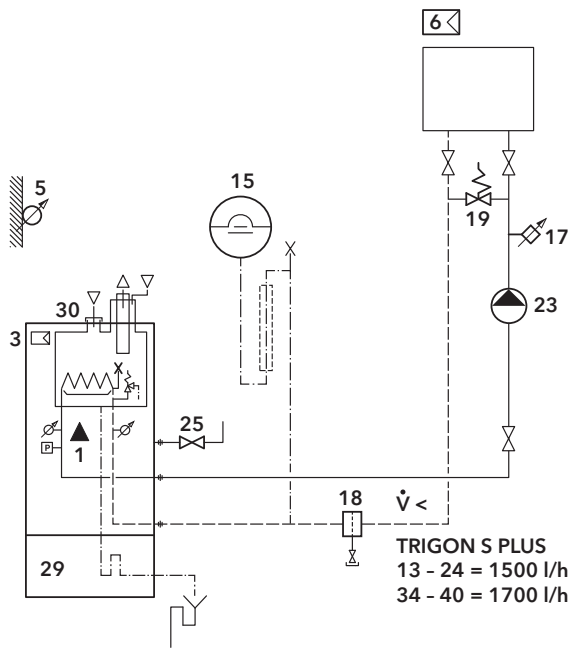 6
5
15
19
17
30
3
23
25
P
1
18
V̇ <
29
TRIGON S PLUS
13 - 24 = 1500 l/h
34 - 40 = 1700 l/h